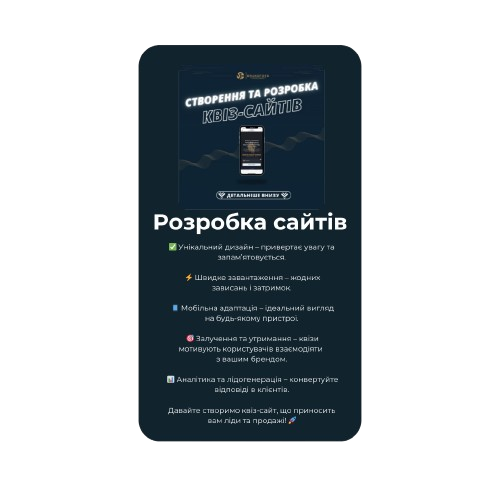 СТВОРЕННЯ ТА РОЗРОБКА
КВІЗ-САЙТІВ
ДЕТАЛЬНІШЕ ВНИЗУ
Розробка сайтів
✅ Унікальний дизайн – привертає увагу та
запам'ятовується.
⚡ Швидке завантаження – жодних
зависань і затримок.
📱 Мобільна адаптація – ідеальний вигляд
на будь-якому пристрої.
🎯 Залучення та утримання – квізи
мотивують користувачів взаємодіяти
з вашим брендом.
📊 Аналітика та лідогенерація – конвертуйте
відповіді в клієнтів.
Давайте створимо квіз-сайт, що приносить
вам ліди та продажі! 🚀